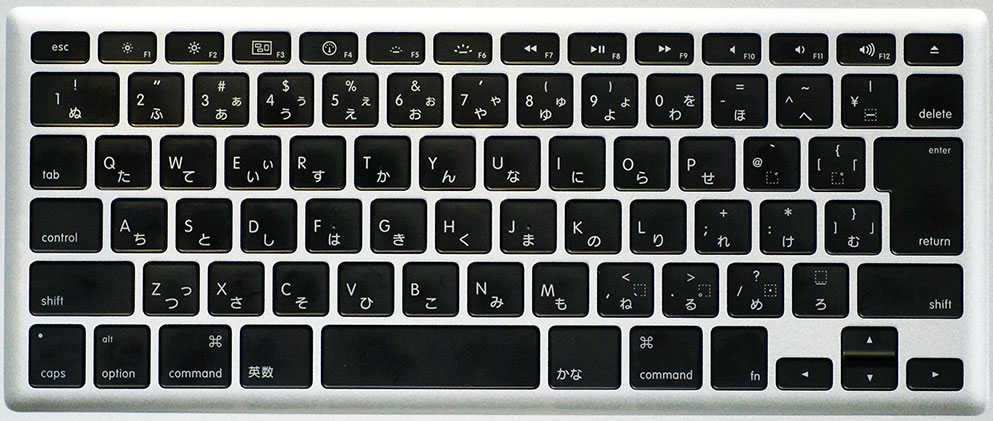 esc F1 F2 F3 F4 F5 F6 F7 F8 F9 F10 F11 F12
! 1 ぬ " 2 ふ # 3 ぁ あ $ 4 ぅ う % 5 ぇ え & 6 ぉ お ' 7 ゃ や ( 8 ゅ ゆ ) 9 ょ よ 0 を わ = - ほ ~ ^ へ | ¥ delete
tab Q た W て E ぃ い R す T か Y ん U な I に O ら P せ ` @ { [ 「 enter return
control A ち S と D し F は G き H く J ま K の L り + ; れ * : け } ] 」 む
shift Z っ つ X さ C そ V ひ B こ N み M も < , ね > . 。 る ? / ・ め _ ろ shift
caps alt option ⌘ command 英数 かな ⌘ command fn